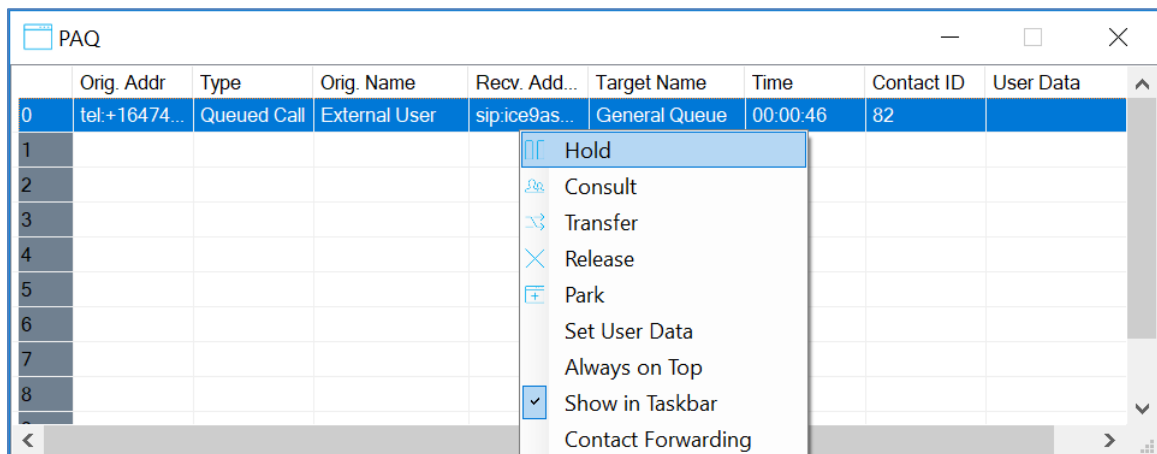 PAQ
Orig. Addr Type Orig. Name Recv. Add... Target Name Time Contact ID User Data
0 tel:+16474... Queued Call External User sip:ice9as... General Queue 00:00:46 82
1 Hold
2 Consult
3 Transfer
4 Release
5 Park
6 Set User Data
7 Always on Top
8 Show in Taskbar
Contact Forwarding